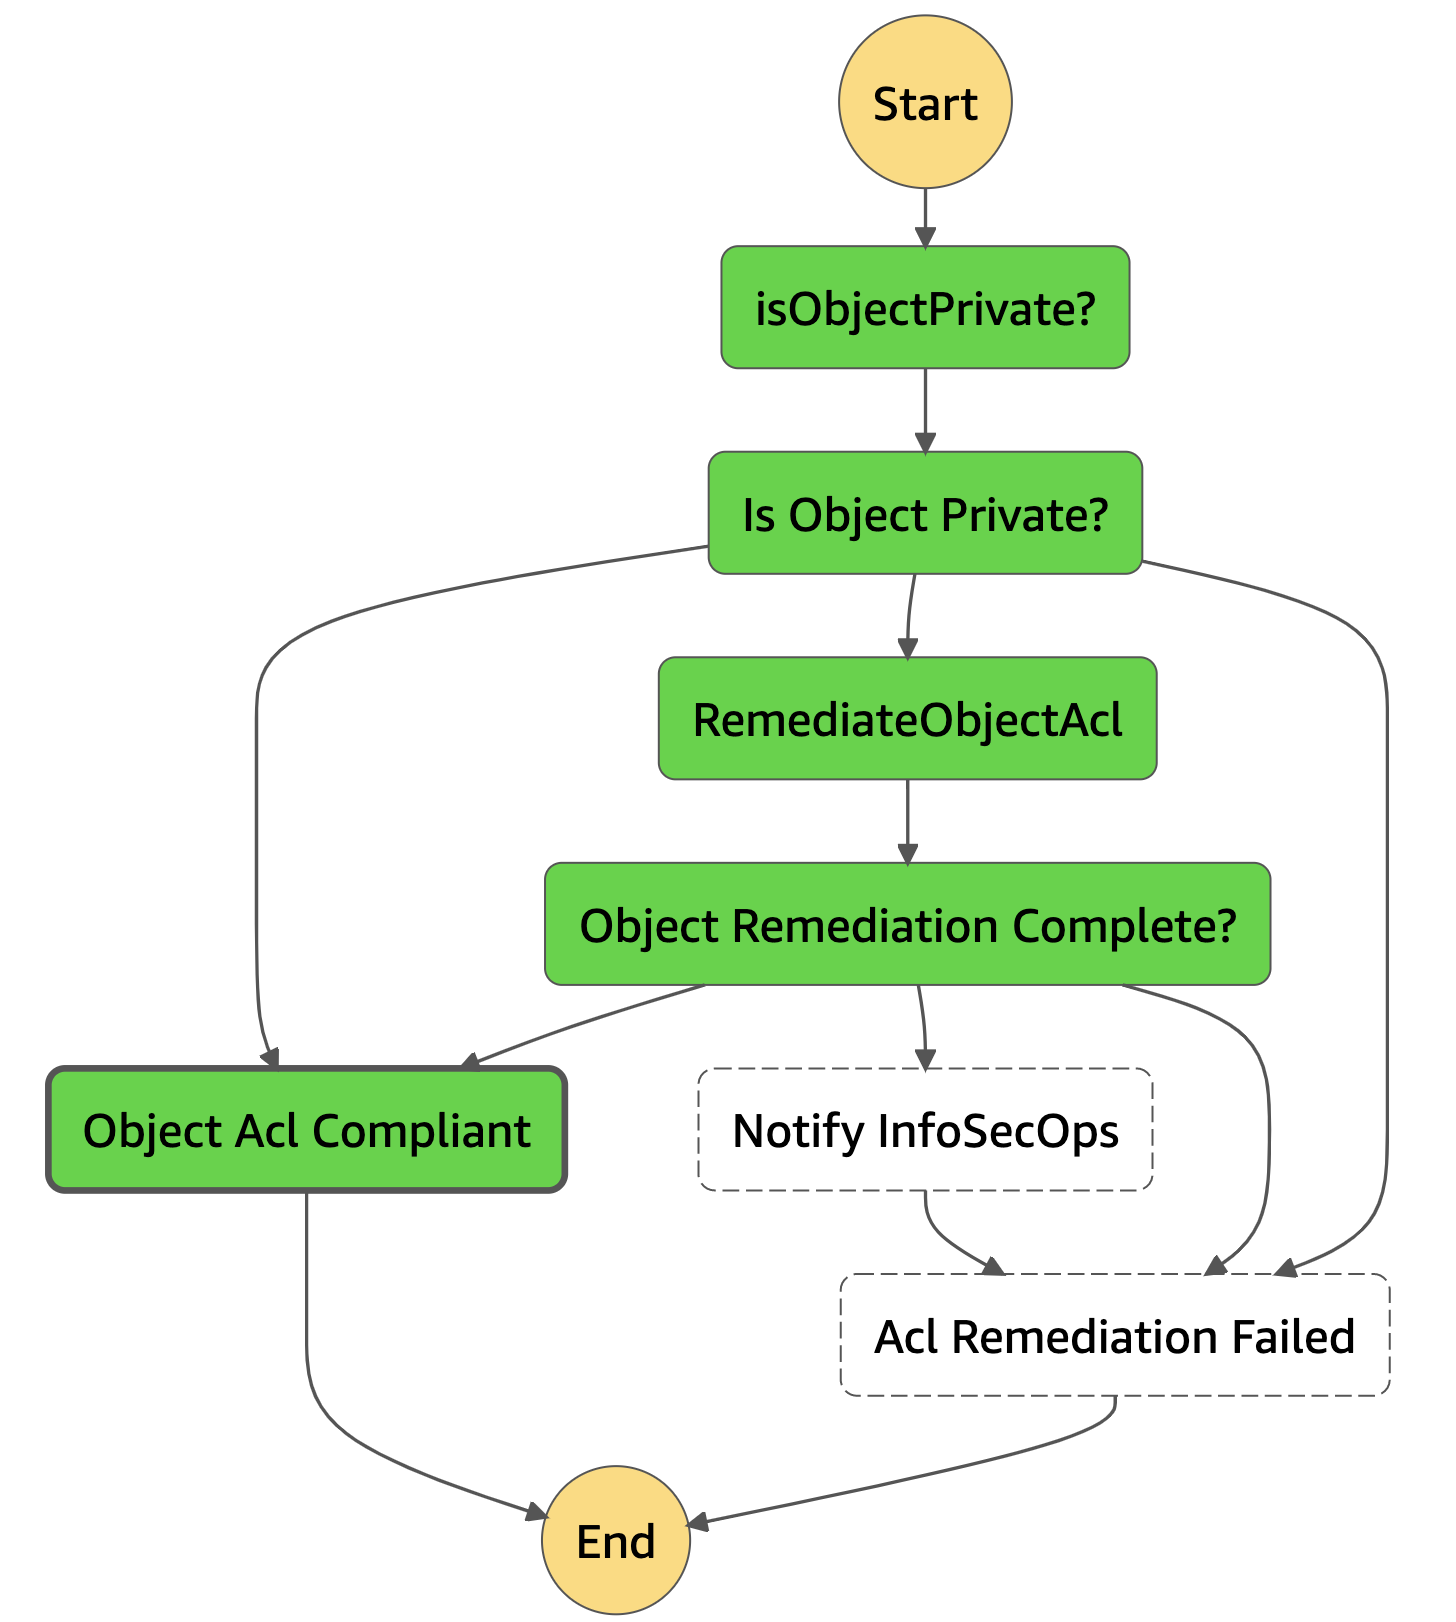 Start
isObjectPrivate?
Is Object Private?
RemediateObjectAcl
Object Remediation Complete?
Object Acl Compliant
Notify InfoSecOps
Acl Remediation Failed
End